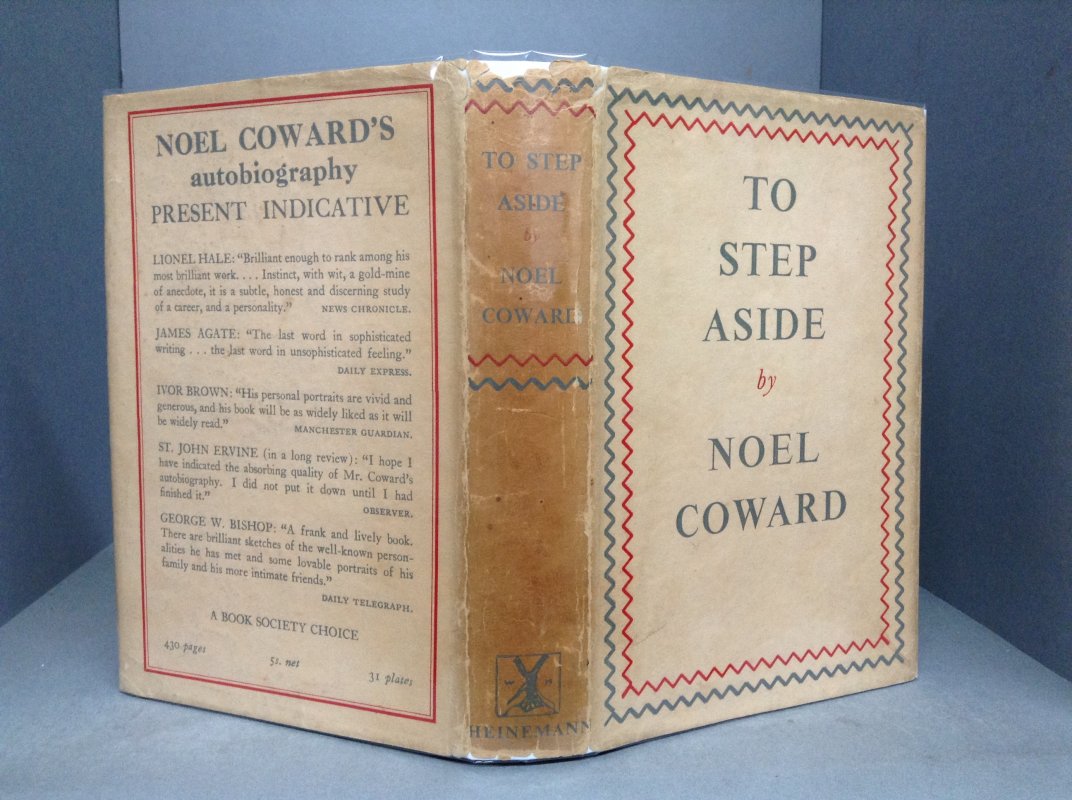 NOEL COWARD'S
autobiography
PRESENT INDICATIVE
LIONEL HALE: "Brilliant enough to rank among his
most brilliant work. . . . Instinct, with wit, a gold-mine
of anecdote, it is a subtle, honest and discerning study
of a career, and a personality." NEWS CHRONICLE.
JAMES AGATE: "The last word in sophisticated
writing . . . the last word in unsophisticated feeling."
DAILY EXPRESS.
IVOR BROWN: "His personal portraits are vivid and
generous, and his book will be as widely liked as it will
be widely read." MANCHESTER GUARDIAN.
ST. JOHN ERVINE (in a long review): "I hope I
have indicated the absorbing quality of Mr. Coward's
autobiography. I did not put it down until I had
finished it." OBSERVER.
GEORGE W. BISHOP: "A frank and lively book.
There are brilliant sketches of the well-known person-
alities he has met and some lovable portraits of his
family and his more intimate friends."
DAILY TELEGRAPH.
A BOOK SOCIETY CHOICE
430 pages 5s. net 31 plates
TO STEP
ASIDE
by
NOEL
COWARD
W H
HEINEMANN
TO
STEP
ASIDE
by
NOEL
COWARD